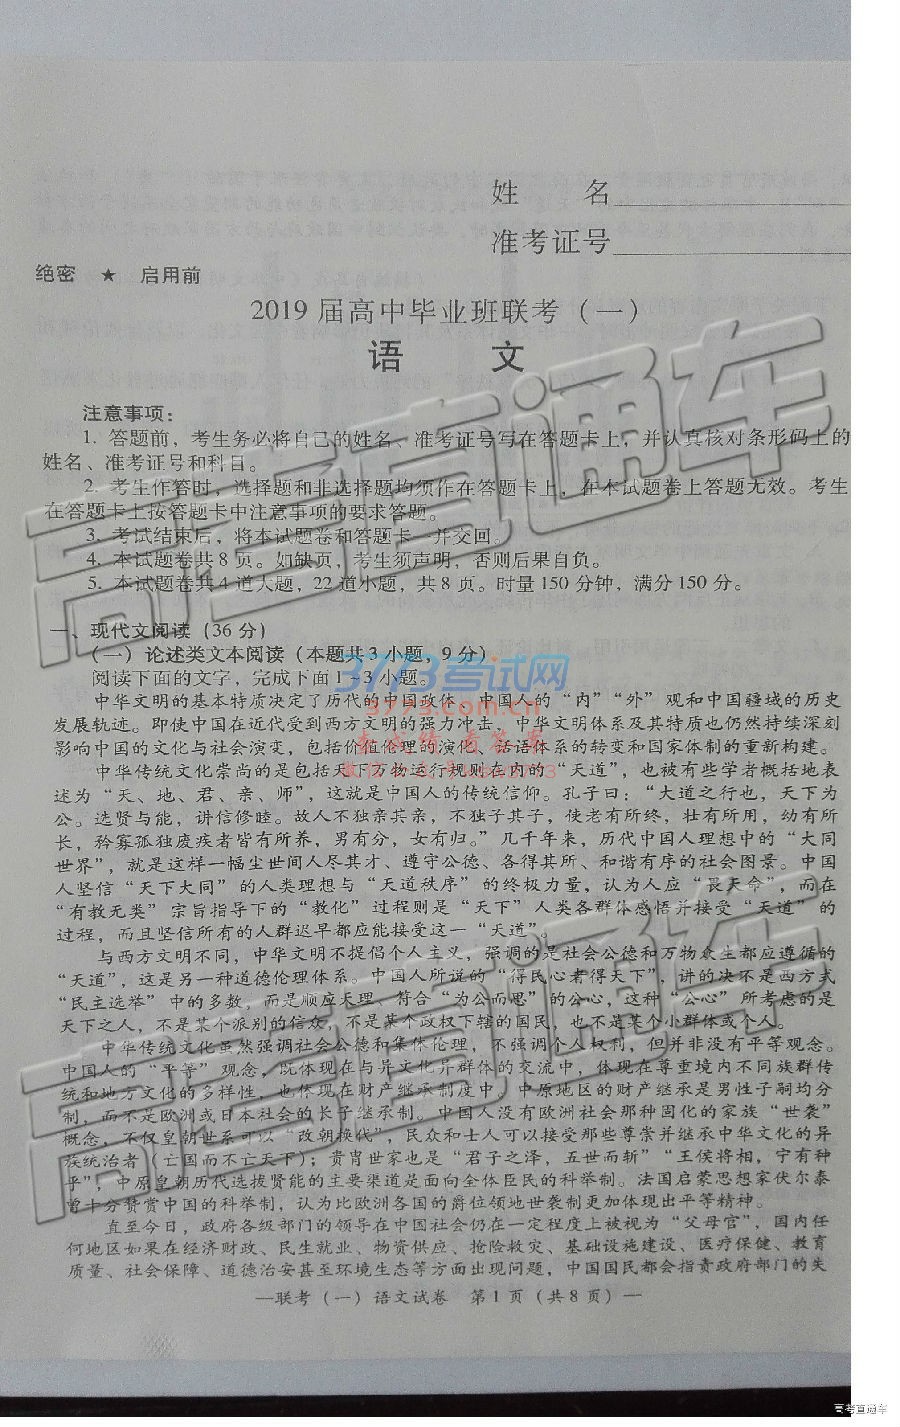 姓 名
准考证号
绝密 ★ 启用前
2019 届高中毕业班联考（一）
语 文
注意事项：
1. 答题前，考生务必将自己的姓名、准考证号写在答题卡上，并认真核对条形码上的
姓名、准考证号和科目。
2. 考生作答时，选择题和非选择题均须作在答题卡上，在本试题卷上答题无效。考生
在答题卡上按答题卡中注意事项的要求答题。
3. 考试结束后，将本试题卷和答题卡一并交回。
4. 本试题卷共 8 页。如缺页，考生须声明，否则后果自负。
5. 本试题卷共 4 道大题，22 道小题，共 8 页。时量 150 分钟，满分 150 分。
一、现代文阅读（36 分）
（一）论述类文本阅读（本题共 3 小题，9 分）
阅读下面的文字，完成下面 1～3 小题。
中华文明的基本特质决定了历代的中国政体、中国人的“内”“外”观和中国疆域的历史
发展轨迹。即使中国在近代受到西方文明的强力冲击，中华文明体系及其特质也仍然持续深刻
影响中国的文化与社会演变，包括价值伦理的演化、话语体系的转变和国家体制的重新构建。
中华传统文化崇尚的是包括天下万物运行规则在内的“天道”，也被有些学者概括地表
述为“天、地、君、亲、师”，这就是中国人的传统信仰。孔子曰：“大道之行也，天下为
公。选贤与能，讲信修睦。故人不独亲其亲，不独子其子，使老有所终，壮有所用，幼有所
长，矜寡孤独废疾者皆有所养，男有分，女有归。”几千年来，历代中国人理想中的“大同
世界”，就是这样一幅尘世间人尽其才、遵守公德、各得其所、和谐有序的社会图景。中国
人坚信“天下大同”的人类理想与“天道秩序”的终极力量，认为人应“畏天命”，而在
“有教无类”宗旨指导下的“教化”过程则是“天下”人类各群体感悟并接受“天道”的
过程，而且坚信所有的人群迟早都应能接受这一“天道”。
与西方文明不同，中华文明不提倡个人主义，强调的是社会公德和万物众生都应遵循的
“天道”，这是另一种道德伦理体系。中国人所说的“得民心者得天下”，讲的决不是西方式
“民主选举”中的多数，而是顺应天理、符合“为公而思”的公心，这种“公心”所考虑的是
天下之人，不是某个派别的信众，不是某个政权下辖的国民，也不是某个小群体或个人。
中华传统文化虽然强调社会公德和集体伦理，不强调个人权利，但并非没有平等观念。
中国人的“平等”观念，既体现在与异文化异群体的交流中，体现在尊重境内不同族群传
统和地方文化的多样性，也体现在财产继承制度中。中原地区的财产继承是男性子嗣均分
制，而不是欧洲或日本社会的长子继承制。中国人没有欧洲社会那种固化的家族“世袭”
概念，不仅皇朝世系可以“改朝换代”，民众和士人可以接受那些尊崇并继承中华文化的异
族统治者（亡国而不亡天下）；贵胄世家也是“君子之泽，五世而斩”“王侯将相，宁有种
乎”，中原皇朝历代选拔贤能的主要渠道是面向全体臣民的科举制。法国启蒙思想家伏尔泰
曾十分赞赏中国的科举制，认为比欧洲各国的爵位领地世袭制更加体现出平等精神。
直至今日，政府各级部门的领导在中国社会仍在一定程度上被视为“父母官”，国内任
何地区如果在经济财政、民生就业、物资供应、抢险救灾、基础设施建设、医疗保健、教育
质量、社会保障、道德治安甚至环境生态等方面出现问题，中国国民都会指责政府部门的失
—联考（一）语文试卷 第 1 页（共 8 页）—
高考直通车
高考直通车
3773考试网
3773.com.cn
高考直通车